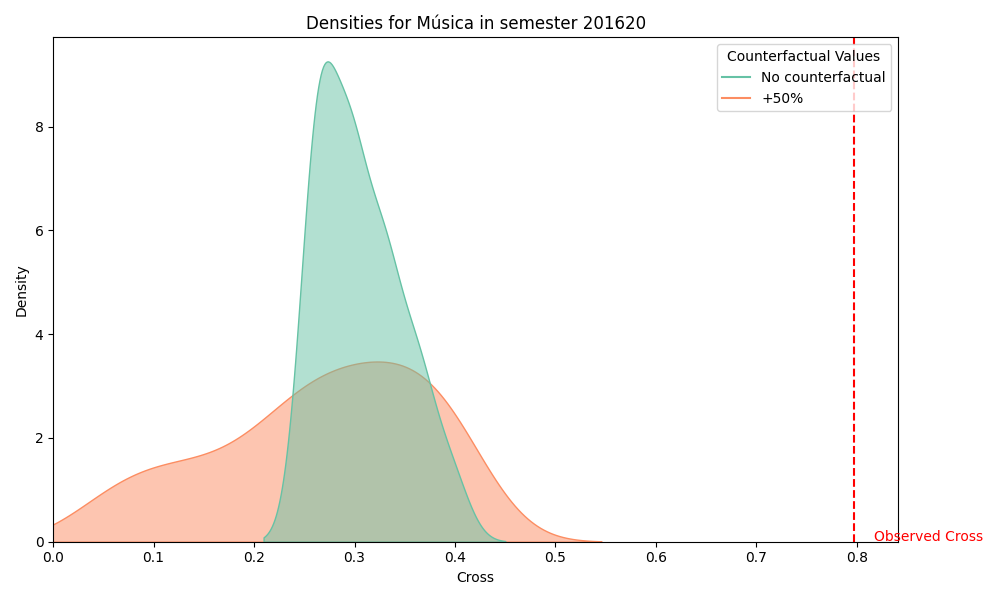 Densities for Música in semester 201620
Counterfactual Values
No counterfactual
+50%
Density
8
6
4
2
0
0.0 0.1 0.2 0.3 0.4 0.5 0.6 0.7 0.8
Observed Cross
Cross